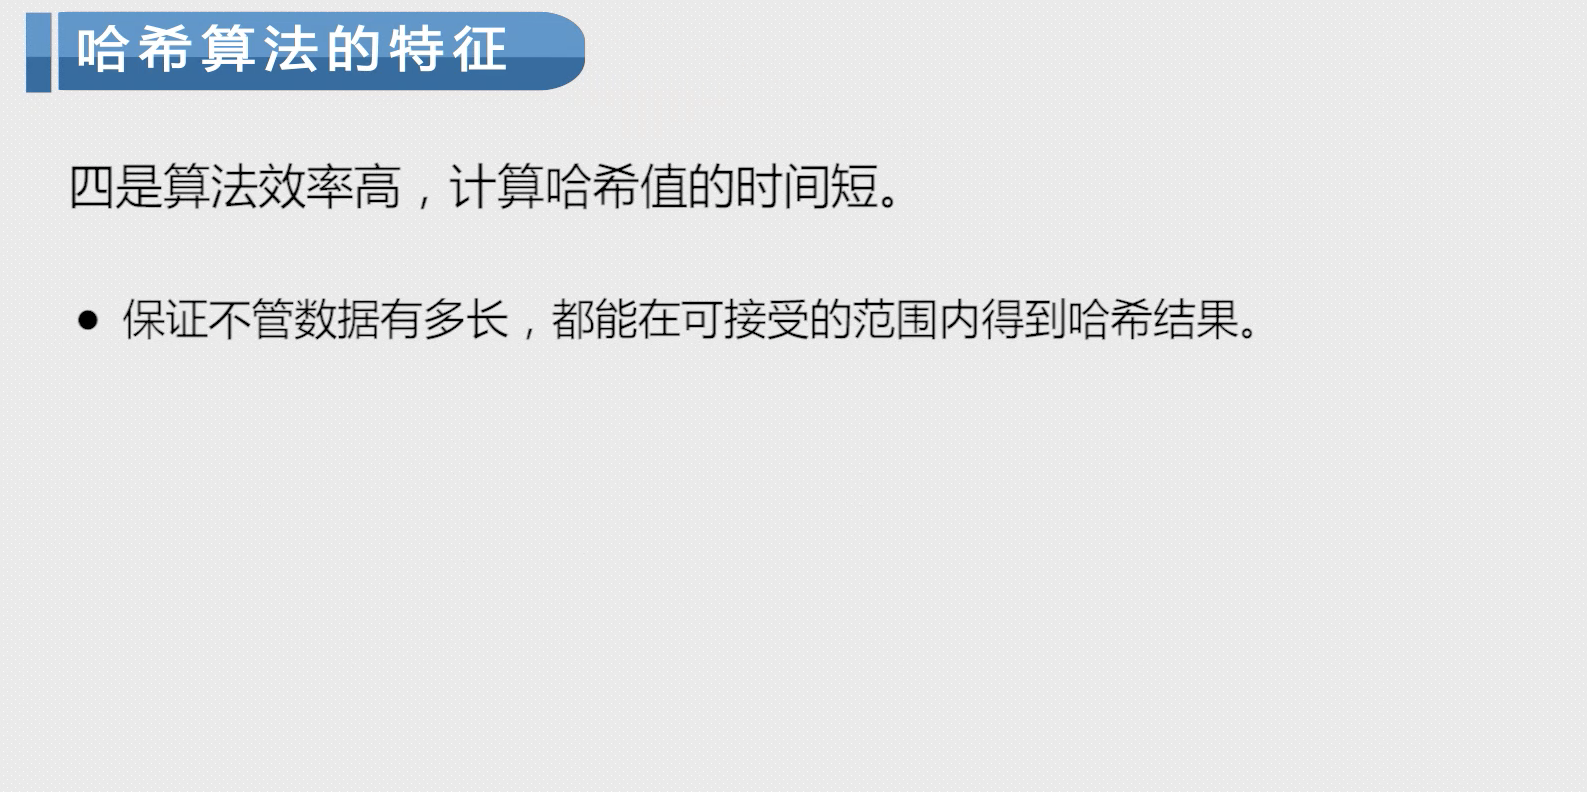 哈希算法的特征
四是算法效率高，计算哈希值的时间短。
● 保证不管数据有多长，都能在可接受的范围内得到哈希结果。